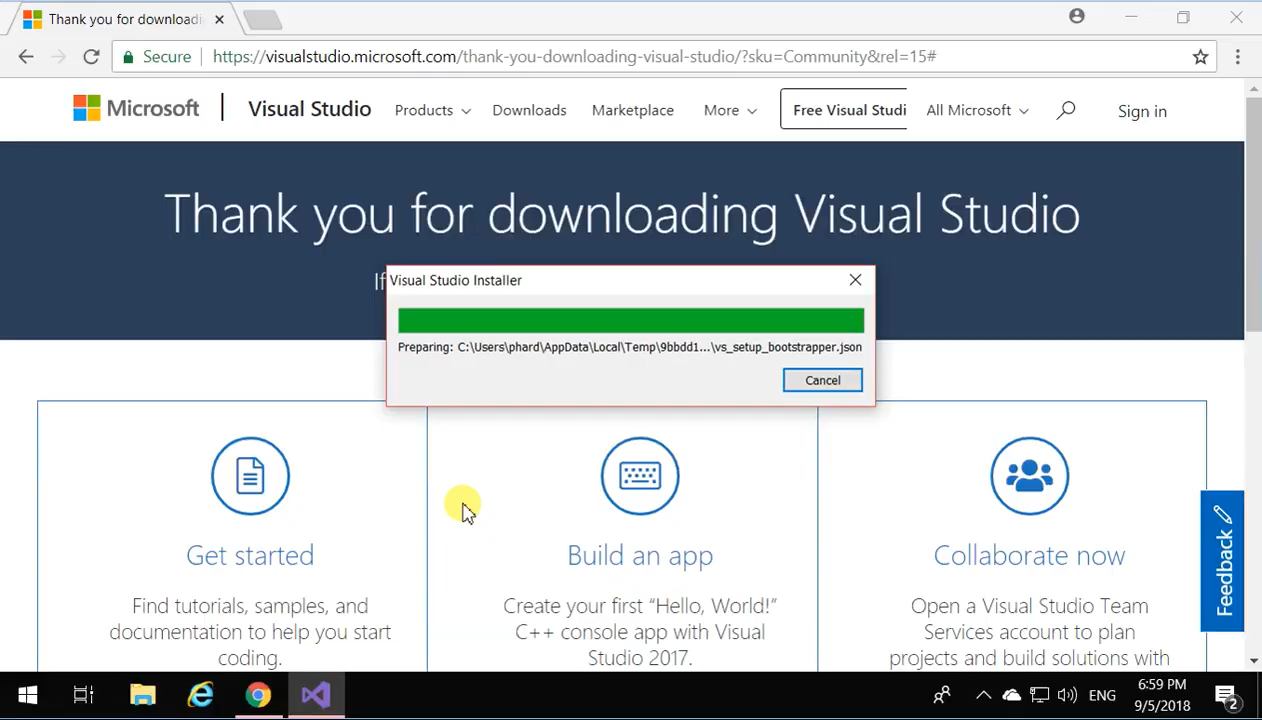 Thank you for downloadi
Secure https://visualstudio.microsoft.com/thank-you-downloading-visual-studio/?sku=Community&rel=15#
Microsoft Visual Studio Products Downloads Marketplace More Free Visual Studi All Microsoft Sign in
Thank you for downloading Visual Studio
If
Visual Studio Installer
Preparing: C:\Users\phard\AppData\Local\Temp\9bbdd1...\vs_setup_bootstrapper.json
Cancel
Get started
Find tutorials, samples, and
documentation to help you start
coding.
Build an app
Create your first “Hello, World!”
C++ console app with Visual
Studio 2017.
Collaborate now
Open a Visual Studio Team
Services account to plan
projects and build solutions with
Feedback
ENG
6:59 PM
9/5/2018
2